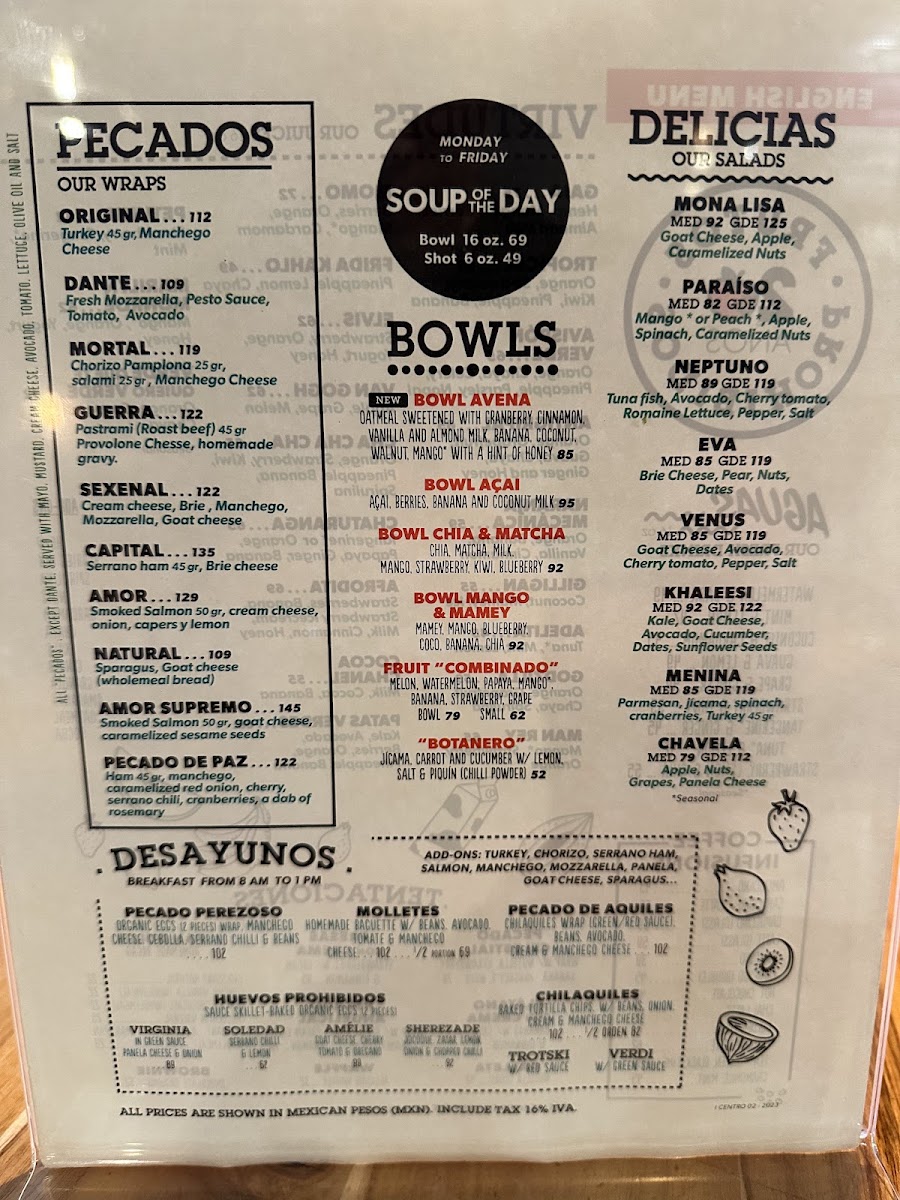 PECADOS
OUR WRAPS
ORIGINAL...112
Turkey 45 gr, Manchego
Cheese
DANTE...109
Fresh Mozzarella, Pesto Sauce,
Tomato, Avocado
MORTAL...119
Chorizo Pamplona 25 gr,
salami 25 gr, Manchego Cheese
GUERRA...122
Pastrami (Roast beef) 45 gr
Provolone Chesse, homemade
gravy.
SEXENAL...122
Cream cheese, Brie, Manchego,
Mozzarella, Goat cheese
CAPITAL...135
Serrano ham 45 gr, Brie cheese
AMOR...129
Smoked Salmon 50 gr, cream cheese,
onion, capers y lemon
NATURAL...109
Sparagus, Goat cheese
(wholemeal bread)
AMOR SUPREMO...145
Smoked Salmon 50 gr, goat cheese,
caramelized sesame seeds
PECADO DE PAZ...122
Ham 45 gr, manchego,
caramelized red onion, cherry,
serrano chili, cranberries, a dab of
rosemary
ALL "PECADOS", EXCEPT DANTE, SERVED WITH MAYO, MUSTARD, CREAM CHEESE, AVOCADO, TOMATO, LETTUCE, OLIVE OIL AND SALT
MONDAY
TO FRIDAY
SOUP OF THE DAY
Bowl 16 oz. 69
Shot 6 oz. 49
BOWLS
NEW BOWL AVENA
OATMEAL SWEETENED WITH CRANBERRY, CINNAMON,
VANILLA AND ALMOND MILK, BANANA, COCONUT,
WALNUT, MANGO* WITH A HINT OF HONEY 85
BOWL AÇAI
AÇAI, BERRIES, BANANA AND COCONUT MILK 95
BOWL CHIA & MATCHA
CHIA, MATCHA, MILK,
MANGO, STRAWBERRY, KIWI, BLUEBERRY 92
BOWL MANGO
& MAMEY
MAMEY, MANGO, BLUEBERRY,
COCO, BANANA, CHIA 92
FRUIT "COMBINADO"
MELON, WATERMELON, PAPAYA, MANGO*,
BANANA, STRAWBERRY, GRAPE
BOWL 79 SMALL 62
"BOTANERO"
JÍCAMA, CARROT AND CUCUMBER W/ LEMON,
SALT & PIQUÍN (CHILLI POWDER) 52
DELICIAS
OUR SALADS
MONA LISA
MED 92 GDE 125
Goat Cheese, Apple,
Caramelized Nuts
PARAÍSO
MED 82 GDE 112
Mango * or Peach *, Apple,
Spinach, Caramelized Nuts
NEPTUNO
MED 89 GDE 119
Tuna fish, Avocado, Cherry tomato,
Romaine Lettuce, Pepper, Salt
EVA
MED 85 GDE 119
Brie Cheese, Pear, Nuts,
Dates
VENUS
MED 85 GDE 119
Goat Cheese, Avocado,
Cherry tomato, Pepper, Salt
KHALEESI
MED 92 GDE 122
Kale, Goat Cheese,
Avocado, Cucumber,
Dates, Sunflower Seeds
MENINA
MED 85 GDE 119
Parmesan, Jicama, spinach,
cranberries, Turkey 45 gr
CHAVELA
MED 79 GDE 112
Apple, Nuts,
Grapes, Panela Cheese
*Seasonal
DESAYUNOS
BREAKFAST FROM 8 AM TO 1 PM
ADD-ONS: TURKEY, CHORIZO, SERRANO HAM,
SALMON, MANCHEGO, MOZZARELLA, PANELA,
GOAT CHEESE, SPARAGUS...
PECADO PEREZOSO
ORGANIC EGGS (2 PIECES) WRAP, MANCHEGO
CHEESE, CEBOLLA, SERRANO CHILLI & BEANS
....102
MOLLETES
HOMEMADE BAGUETTE W/ BEANS, AVOCADO,
TOMATE & MANCHEGO
CHEESE...102 ...1/2 PORTION 69
PECADO DE AQUILES
CHILAQUILES WRAP (GREEN/RED SAUCE),
BEANS, AVOCADO,
CREAM & MANCHEGO CHEESE...102
HUEVOS PROHIBIDOS
SAUCE SKILLET-BAKED ORGANIC EGGS (2 PIECES)
VIRGINIA
IN GREEN SAUCE
PANELA CHEESE & ONION
89
SOLEDAD
SERRANO CHILLI
& LEMON
...62
AMÉLIE
GOAT CHEESE, CHERRY
TOMATO & OREGANO
SHEREZADE
JOCOQUE, ZATAR, LEMON,
ONION & CHOPPED CHILLI
92
CHILAQUILES
BAKED TORTILLA CHIPS, W/ BEANS, ONION,
CREAM & MANCHEGO CHEESE
102 ...1/2 ORDEN 82
TROTSKI
W/ RED SAUCE
VERDI
W/ GREEN SAUCE
ALL PRICES ARE SHOWN IN MEXICAN PESOS (MXN). INCLUDE TAX 16% IVA.
CENTRO 02 - 2023